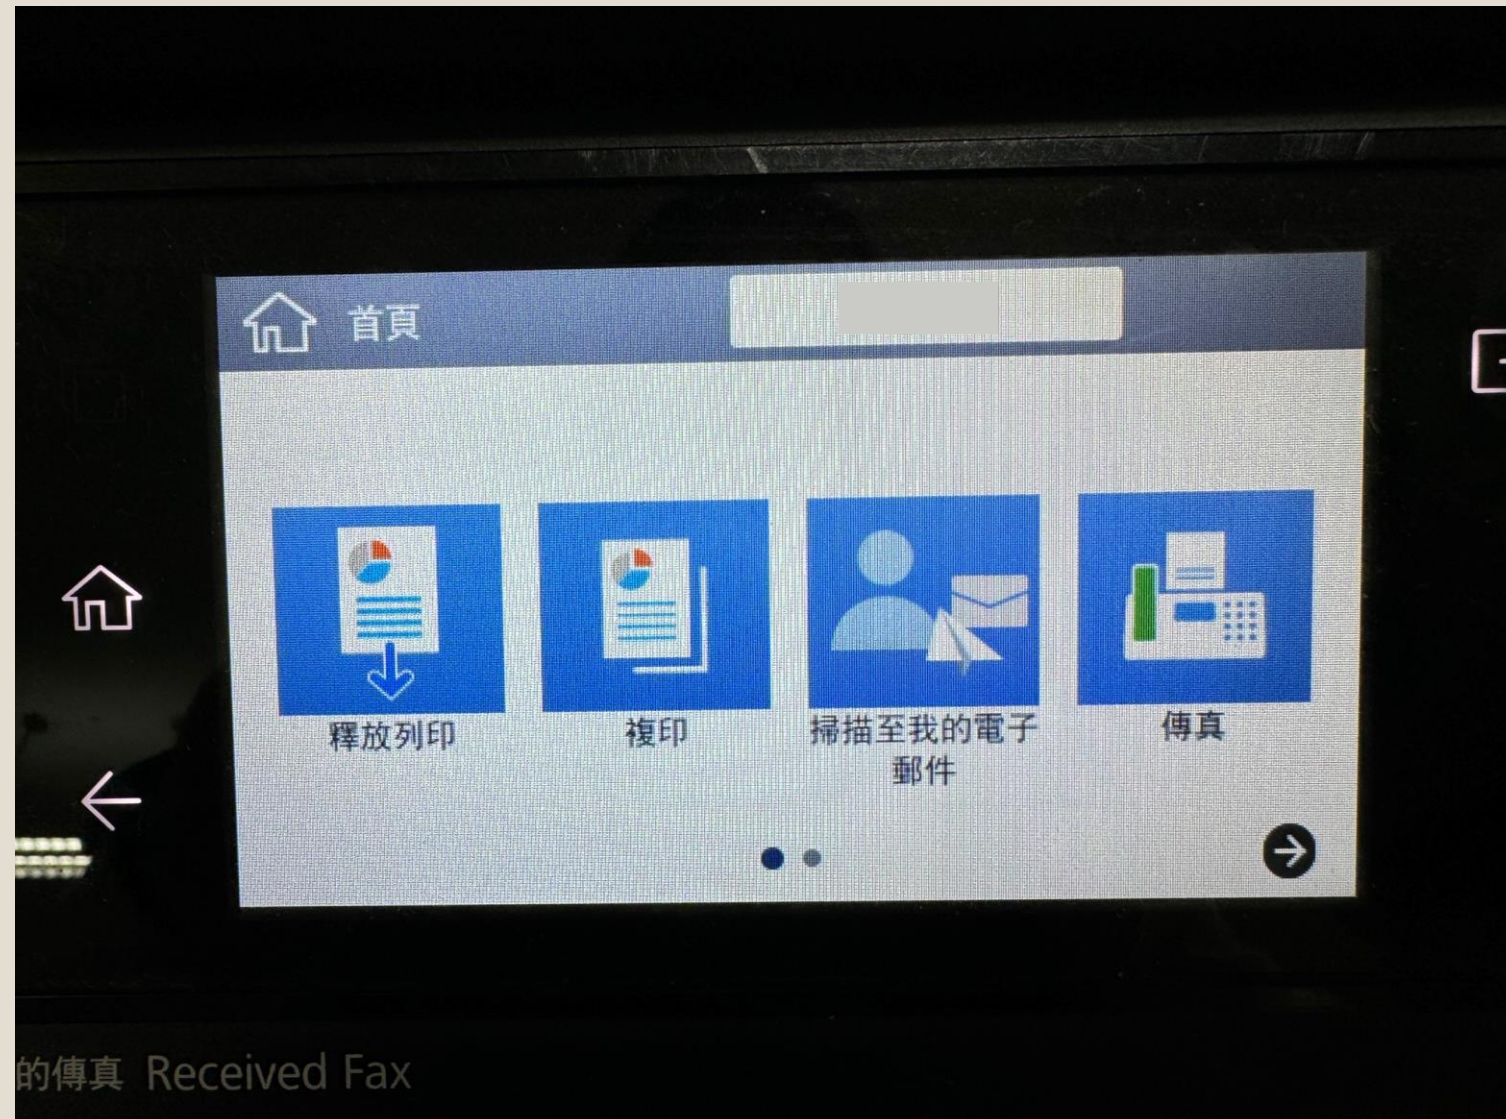 首頁
釋放列印
複印
掃描至我的電子
郵件
傳真
的傳真 Received Fax